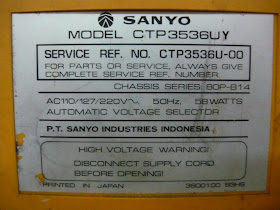 SANYO
MODEL CTP3536UY
SERVICE REF. NO. CTP3536U-00
FOR PARTS OR SERVICE, ALWAYS GIVE
COMPLETE SERVICE REF. NUMBER.
CHASSIS SERIES: 80P-B14
AC110/127/220V∿, 50Hz, 58WATTS
AUTOMATIC VOLTAGE SELECTOR
P.T. SANYO INDUSTRIES INDONESIA
HIGH VOLTAGE WARNING!
DISCONNECT SUPPLY CORD
BEFORE OPENING!
PRINTED IN JAPAN